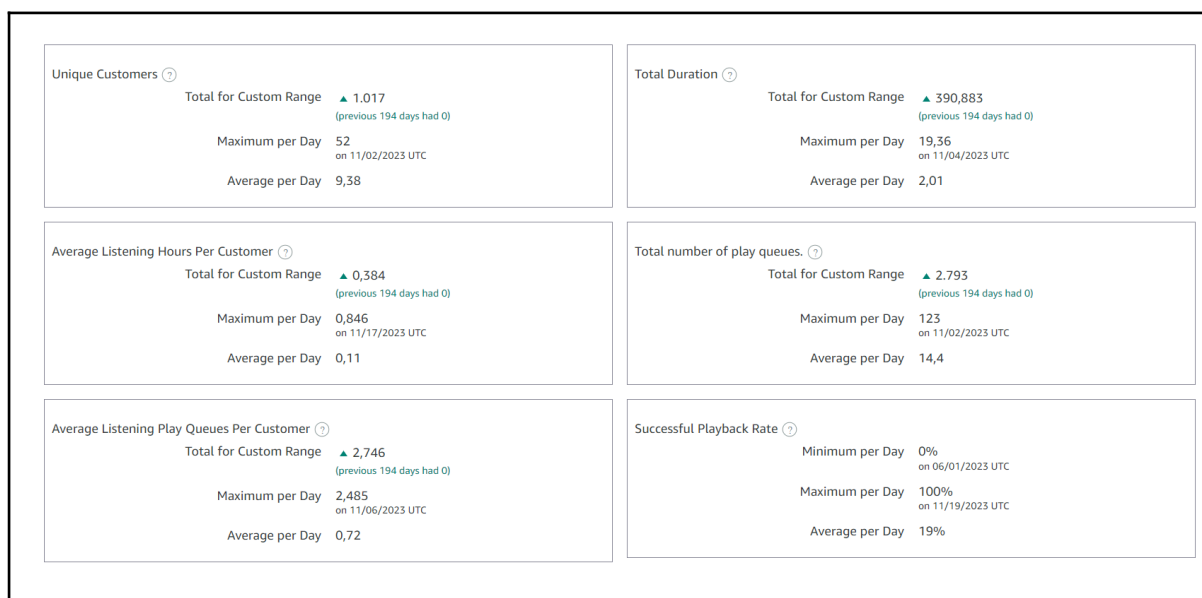 Unique Customers ?
Total for Custom Range ▲ 1.017
(previous 194 days had 0)
Maximum per Day 52
on 11/02/2023 UTC
Average per Day 9,38
Total Duration ?
Total for Custom Range ▲ 390,883
(previous 194 days had 0)
Maximum per Day 19,36
on 11/04/2023 UTC
Average per Day 2,01
Average Listening Hours Per Customer ?
Total for Custom Range ▲ 0,384
(previous 194 days had 0)
Maximum per Day 0,846
on 11/17/2023 UTC
Average per Day 0,11
Total number of play queues. ?
Total for Custom Range ▲ 2.793
(previous 194 days had 0)
Maximum per Day 123
on 11/02/2023 UTC
Average per Day 14,4
Average Listening Play Queues Per Customer ?
Total for Custom Range ▲ 2,746
(previous 194 days had 0)
Maximum per Day 2,485
on 11/06/2023 UTC
Average per Day 0,72
Successful Playback Rate ?
Minimum per Day 0%
on 06/01/2023 UTC
Maximum per Day 100%
on 11/19/2023 UTC
Average per Day 19%